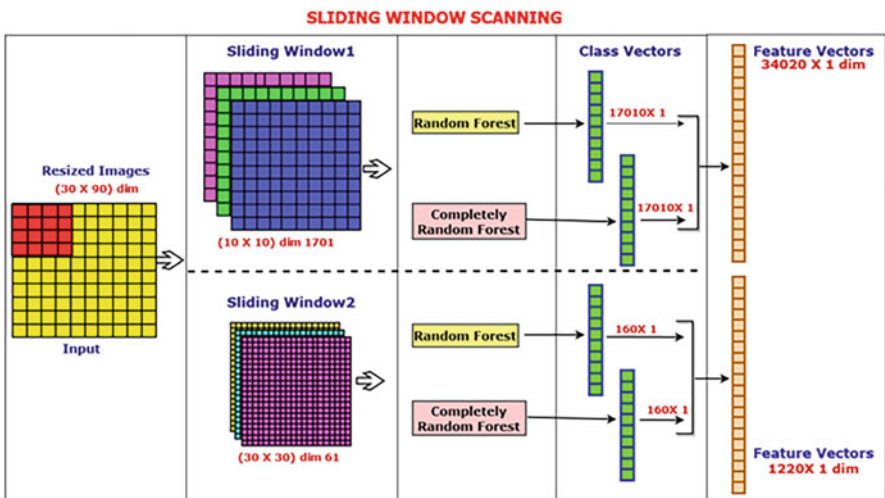 SLIDING WINDOW SCANNING
Resized Images
(30 X 90) dim
Input
Sliding Window1
(10 X 10) dim 1701
Random Forest
Completely
Random Forest
Class Vectors
17010X 1
17010X 1
Feature Vectors
34020 X 1 dim
Sliding Window2
(30 X 30) dim 61
Random Forest
Completely
Random Forest
160X 1
160X 1
Feature Vectors
1220X 1 dim